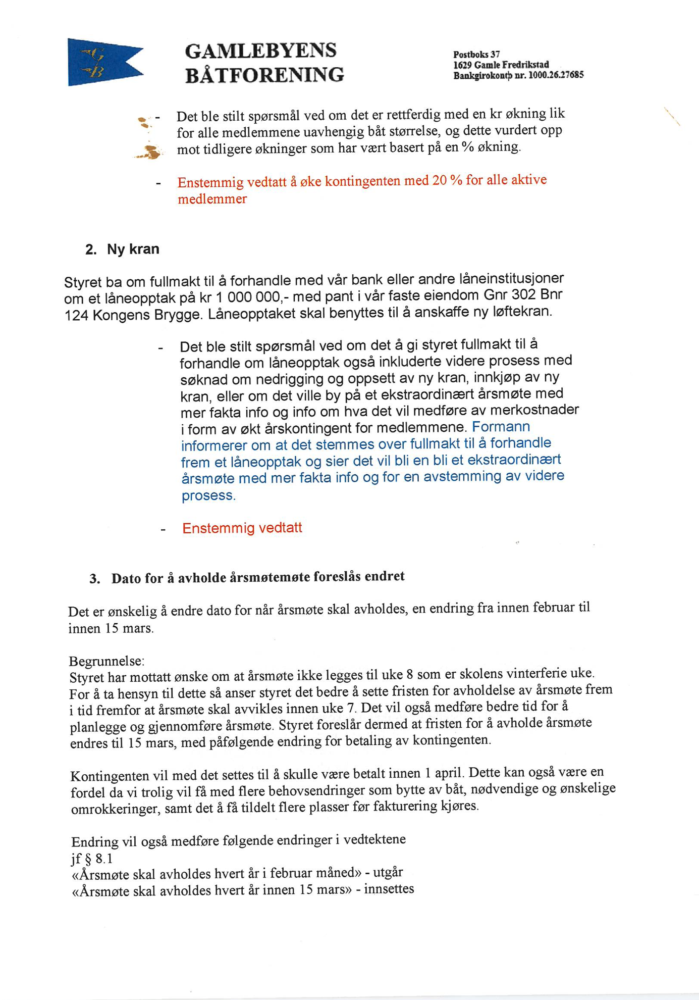 GB
GAMLEBYENS
BÅTFORENING
Postboks 37
1629 Gamle Fredrikstad
Bankgirokonto nr. 1000.26.27685
- Det ble stilt spørsmål ved om det er rettferdig med en kr økning lik
for alle medlemmene uavhengig båt størrelse, og dette vurdert opp
mot tidligere økninger som har vært basert på en % økning.
- Enstemmig vedtatt å øke kontingenten med 20 % for alle aktive
medlemmer
2. Ny kran
Styret ba om fullmakt til å forhandle med vår bank eller andre låneinstitusjoner
om et låneopptak på kr 1 000 000,- med pant i vår faste eiendom Gnr 302 Bnr
124 Kongens Brygge. Låneopptaket skal benyttes til å anskaffe ny løftekran.
- Det ble stilt spørsmål ved om det å gi styret fullmakt til å
forhandle om låneopptak også inkluderte videre prosess med
søknad om nedrigging og oppsett av ny kran, innkjøp av ny
kran, eller om det ville by på et ekstraordinært årsmøte med
mer fakta info og info om hva det vil medføre av merkostnader
i form av økt årskontingent for medlemmene. Formann
informerer om at det stemmes over fullmakt til å forhandle
frem et låneopptak og sier det vil bli en bli et ekstraordinært
årsmøte med mer fakta info og for en avstemming av videre
prosess.
- Enstemmig vedtatt
3. Dato for å avholde årsmøtemøte foreslås endret
Det er ønskelig å endre dato for når årsmøte skal avholdes, en endring fra innen februar til
innen 15 mars.
Begrunnelse:
Styret har mottatt ønske om at årsmøte ikke legges til uke 8 som er skolens vinterferie uke.
For å ta hensyn til dette så anser styret det bedre å sette fristen for avholdelse av årsmøte frem
i tid fremfor at årsmøte skal avvikles innen uke 7. Det vil også medføre bedre tid for å
planlegge og gjennomføre årsmøte. Styret foreslår dermed at fristen for å avholde årsmøte
endres til 15 mars, med påfølgende endring for betaling av kontingenten.
Kontingenten vil med det settes til å skulle være betalt innen 1 april. Dette kan også være en
fordel da vi trolig vil få med flere behovsendringer som bytte av båt, nødvendige og ønskelige
omrokkeringer, samt det å få tildelt flere plasser før fakturering kjøres.
Endring vil også medføre følgende endringer i vedtektene
jf § 8.1
«Årsmøte skal avholdes hvert år i februar måned» - utgår
«Årsmøte skal avholdes hvert år innen 15 mars» - innsettes